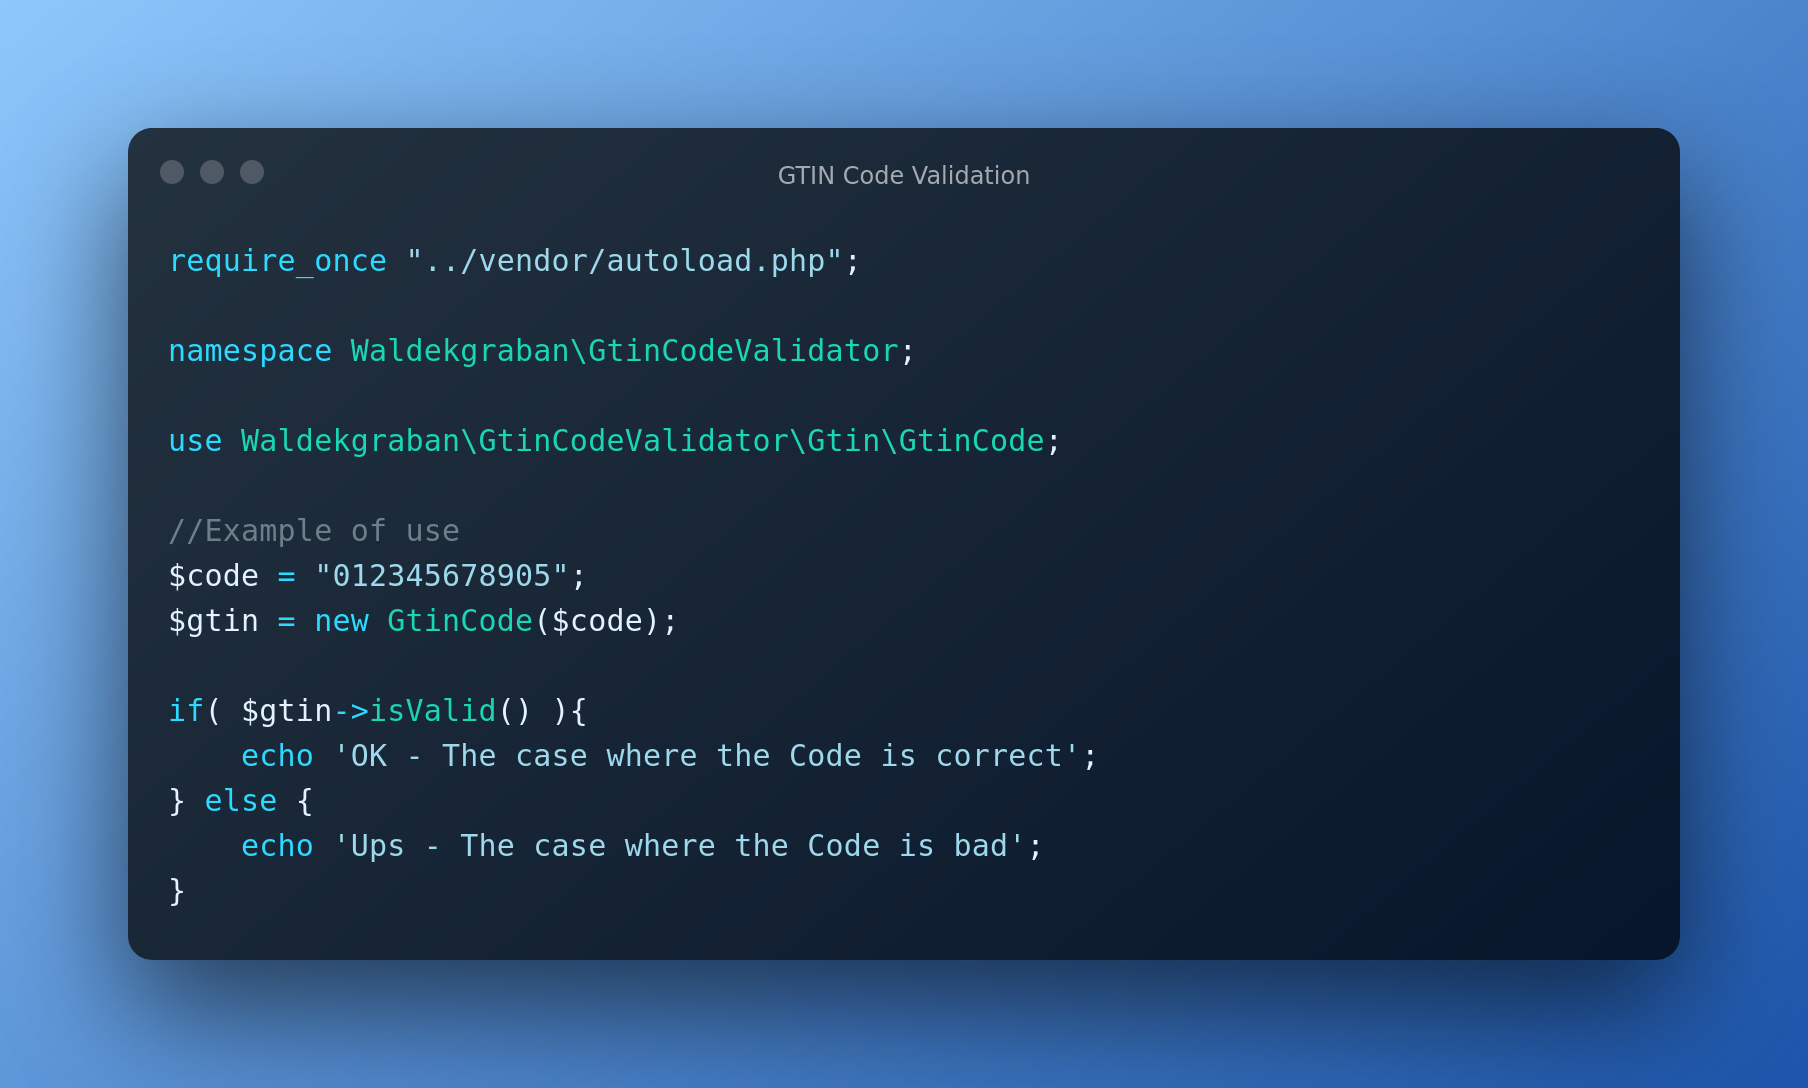 GTIN Code Validation
require_once "../vendor/autoload.php";
namespace Waldekgraban\GtinCodeValidator;
use Waldekgraban\GtinCodeValidator\Gtin\GtinCode;
//Example of use
$code = "012345678905";
$gtin = new GtinCode($code);
if( $gtin->isValid() ){
    echo 'OK - The case where the Code is correct';
} else {
    echo 'Ups - The case where the Code is bad';
}